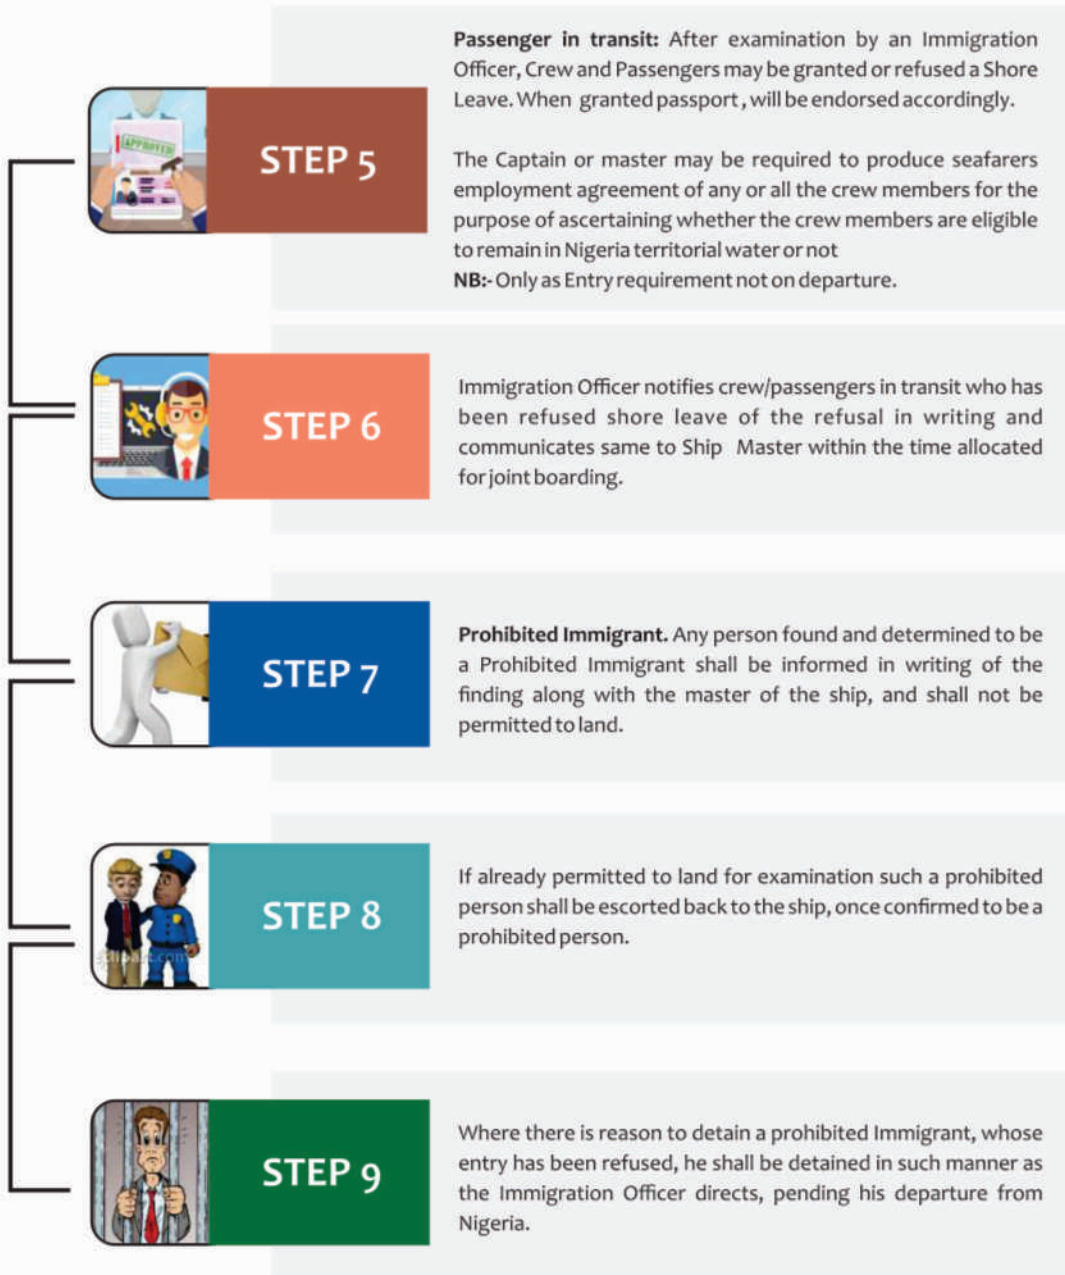 Passenger in transit: After examination by an Immigration
Officer, Crew and Passengers may be granted or refused a Shore
Leave. When granted passport, will be endorsed accordingly.
APPROVED
STEP 5
The Captain or master may be required to produce seafarers
employment agreement of any or all the crew members for the
purpose of ascertaining whether the crew members are eligible
to remain in Nigeria territorial water or not
NB:- Only as Entry requirement not on departure.
STEP 6
Immigration Officer notifies crew/passengers in transit who has
been refused shore leave of the refusal in writing and
communicates same to Ship Master within the time allocated
for joint boarding.
STEP 7
Prohibited Immigrant. Any person found and determined to be
a Prohibited Immigrant shall be informed in writing of the
finding along with the master of the ship, and shall not be
permitted to land.
STEP 8
If already permitted to land for examination such a prohibited
person shall be escorted back to the ship, once confirmed to be a
prohibited person.
clipart.com
STEP 9
Where there is reason to detain a prohibited Immigrant, whose
entry has been refused, he shall be detained in such manner as
the Immigration Officer directs, pending his departure from
Nigeria.